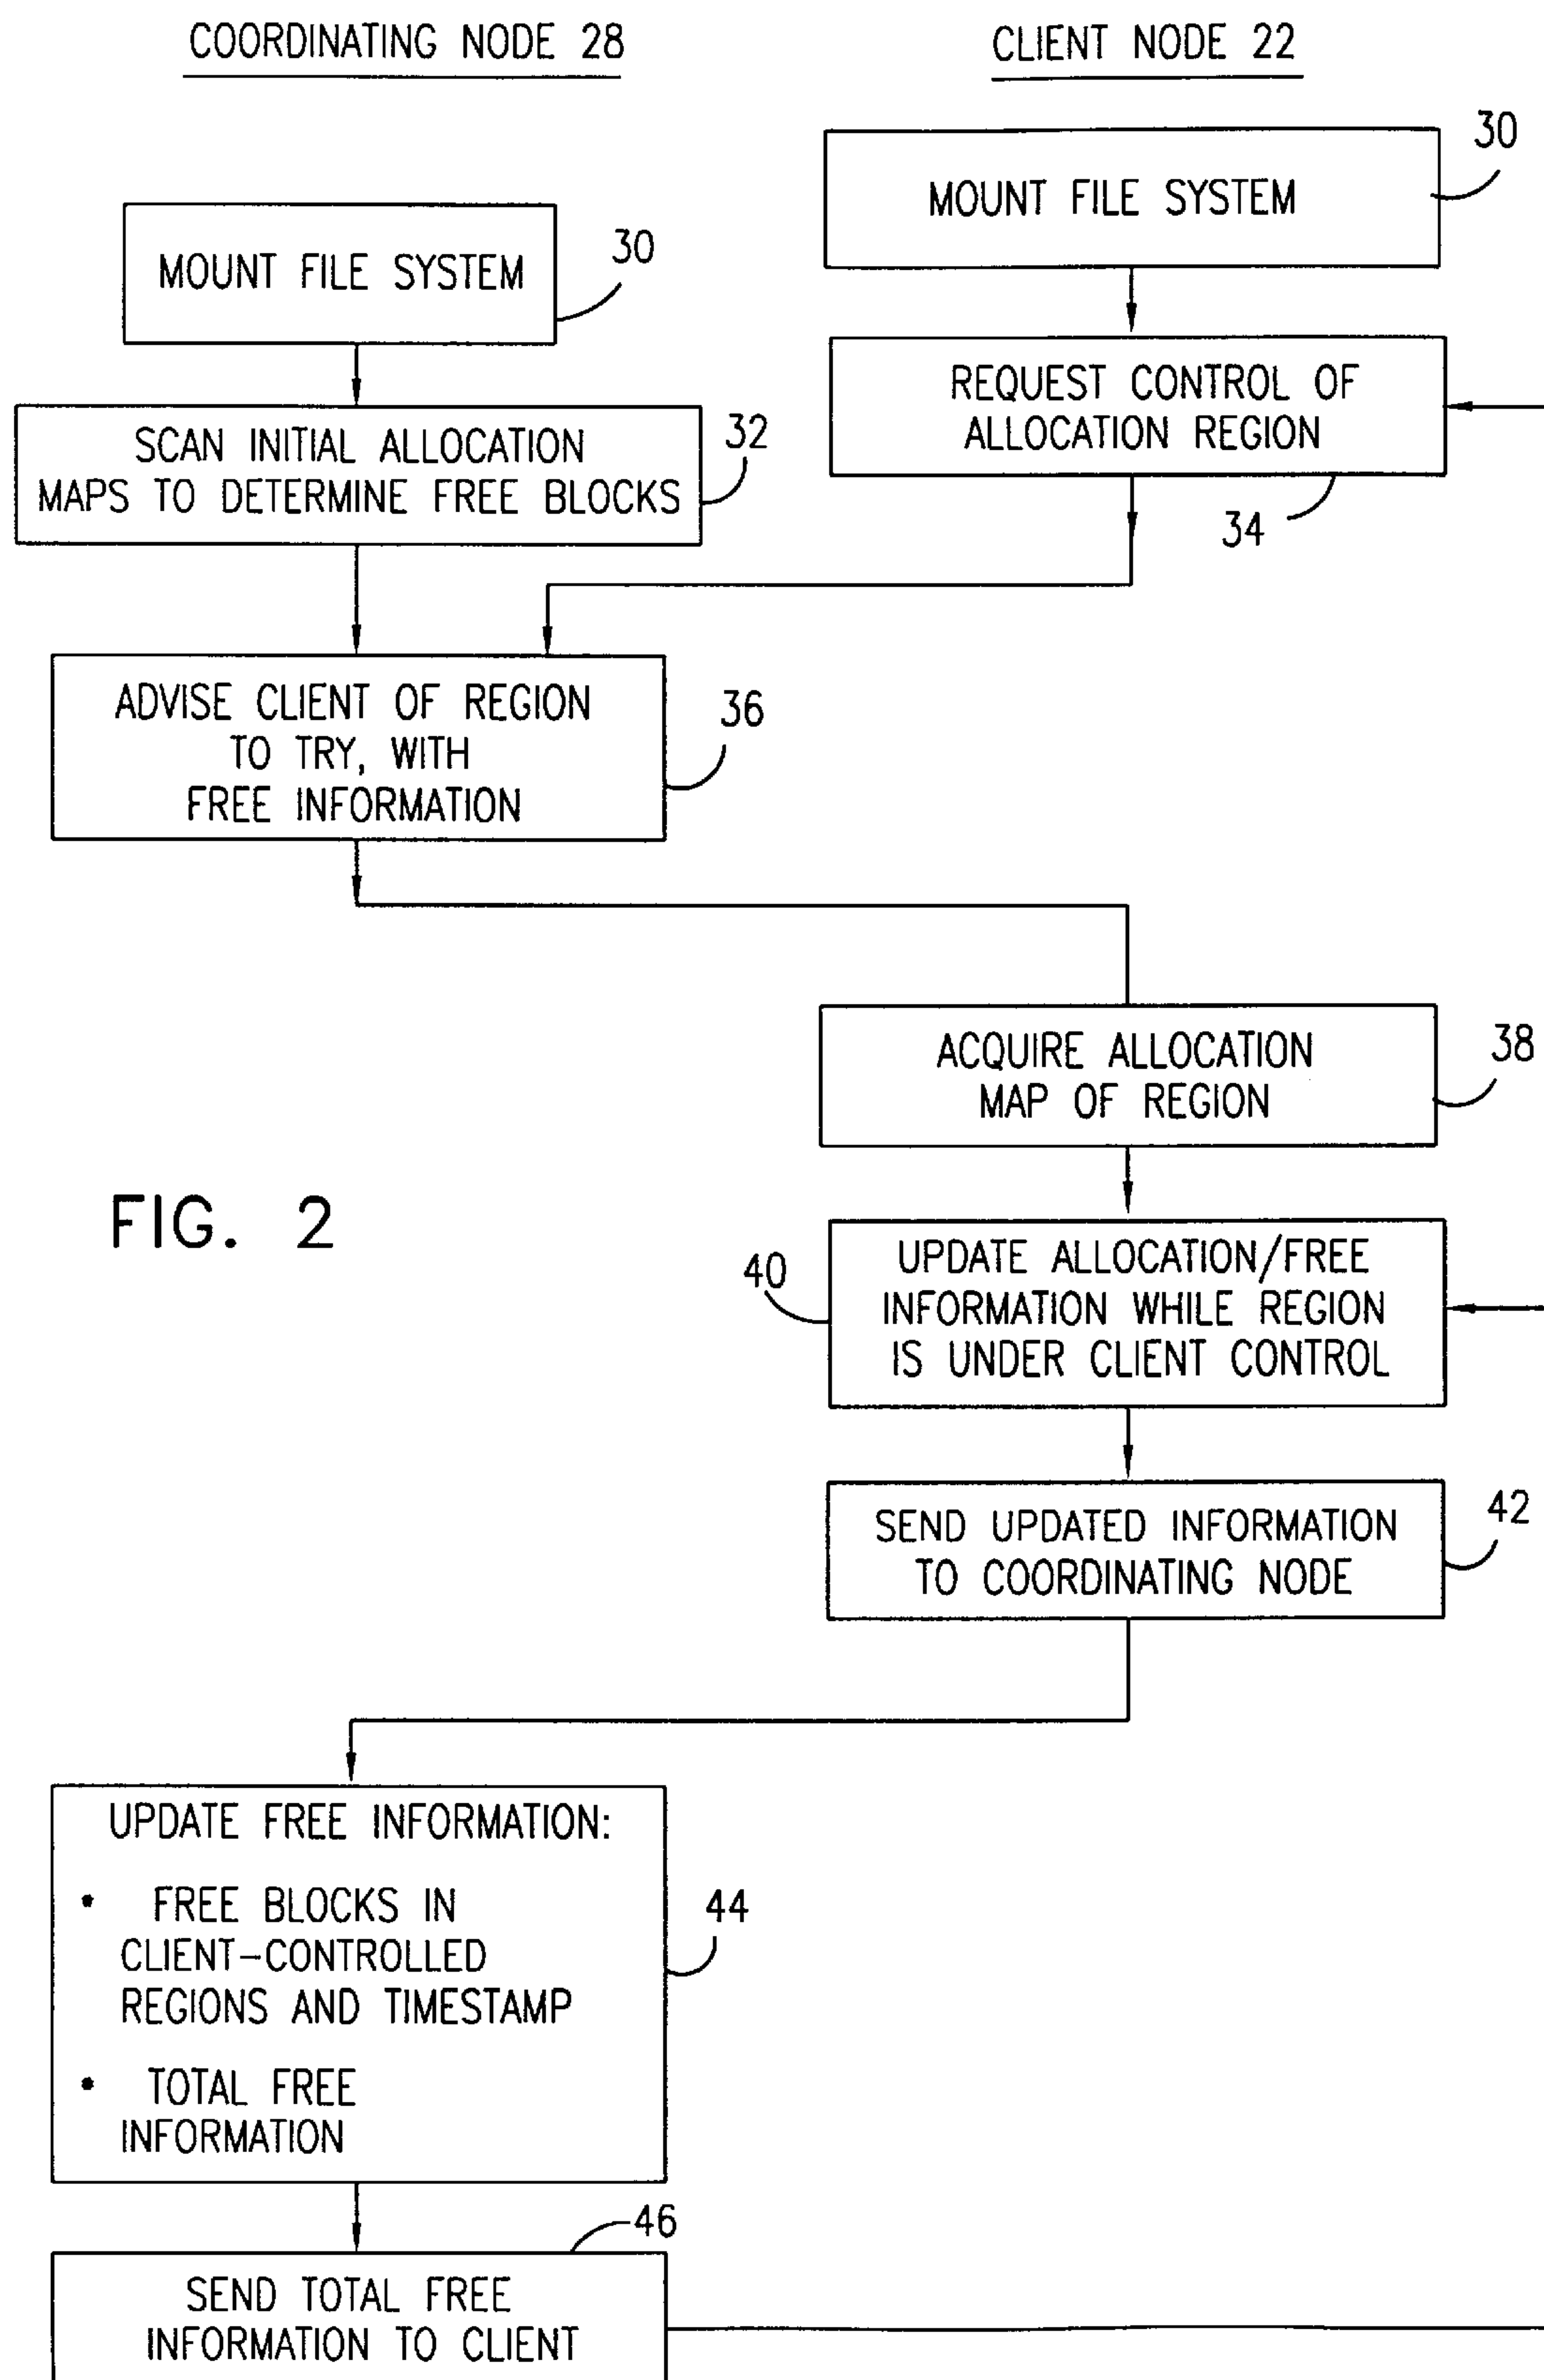 COORDINATING NODE 28
CLIENT NODE 22
30
MOUNT FILE SYSTEM
30
MOUNT FILE SYSTEM
REQUEST CONTROL OF
ALLOCATION REGION
34
SCAN INITIAL ALLOCATION
MAPS TO DETERMINE FREE BLOCKS
32
ADVISE CLIENT OF REGION
TO TRY, WITH
FREE INFORMATION
36
ACQUIRE ALLOCATION
MAP OF REGION
38
FIG. 2
40
UPDATE ALLOCATION/FREE
INFORMATION WHILE REGION
IS UNDER CLIENT CONTROL
SEND UPDATED INFORMATION
TO COORDINATING NODE
42
UPDATE FREE INFORMATION:
• FREE BLOCKS IN
CLIENT-CONTROLLED
REGIONS AND TIMESTAMP
• TOTAL FREE
INFORMATION
44
46
SEND TOTAL FREE
INFORMATION TO CLIENT